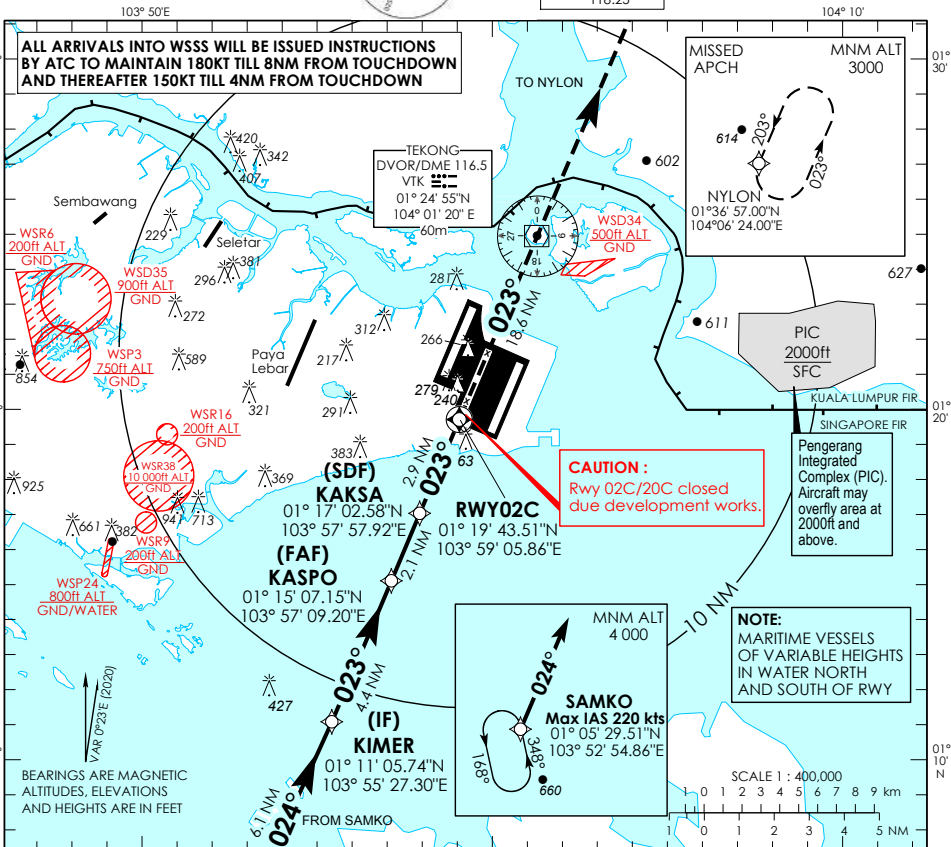 103° 50'E
118.25
104° 10'
ALL ARRIVALS INTO WSSS WILL BE ISSUED INSTRUCTIONS
BY ATC TO MAINTAIN 180KT TILL 8NM FROM TOUCHDOWN
AND THEREAFTER 150KT TILL 4NM FROM TOUCHDOWN
TO NYLON
MISSED
APCH
MNM ALT
3000
614
203°
023°
NYLON
01°36' 57.00"N
104°06' 24.00"E
01°
30'
420
342
407
602
TEKONG
DVOR/DME 116.5
VTK
01° 24' 55"N
104° 01' 20" E
60m
Sembawang
229
Seletar
296
381
WSR6
200ft ALT
GND
WSD35
900ft ALT
GND
WSP3
750ft ALT
GND
854
272
589
321
Paya
Lebar
217
312
291
281
0
9
18
27
WSD34
500ft ALT
GND
627
611
023°
18.6 NM
266
279
240
63
383
PIC
2000ft
SFC
KUALA LUMPUR FIR
SINGAPORE FIR
01°
20'
Pengerang
Integrated
Complex (PIC).
Aircraft may
overfly area at
2000ft and
above.
WSR16
200ft ALT
GND
WSR38
10 000ft ALT
GND
925
369
941
713
661
382
WSR9
200ft ALT
GND
WSP24
800ft ALT
GND/WATER
CAUTION :
Rwy 02C/20C closed
due development works.
(SDF)
KAKSA
01° 17' 02.58"N
103° 57' 57.92"E
2.9 NM
023°
RWY02C
01° 19' 43.51"N
103° 59' 05.86"E
(FAF)
KASPO
01° 15' 07.15"N
103° 57' 09.20"E
2.1 NM
10 NM
023°
4.4 NM
427
(IF)
KIMER
01° 11' 05.74"N
103° 55' 27.30"E
6.1 NM
024°
FROM SAMKO
MNM ALT
4 000
024°
SAMKO
Max IAS 220 kts
01° 05' 29.51"N
103° 52' 54.86"E
168°
348°
660
NOTE:
MARITIME VESSELS
OF VARIABLE HEIGHTS
IN WATER NORTH
AND SOUTH OF RWY
01°
10'
N
VAR 0°23'E (2020)
BEARINGS ARE MAGNETIC
ALTITUDES, ELEVATIONS
AND HEIGHTS ARE IN FEET
SCALE 1 : 400,000
1 0 1 2 3 4 5 6 7 8 9 km
1 0 1 2 3 4 5 NM